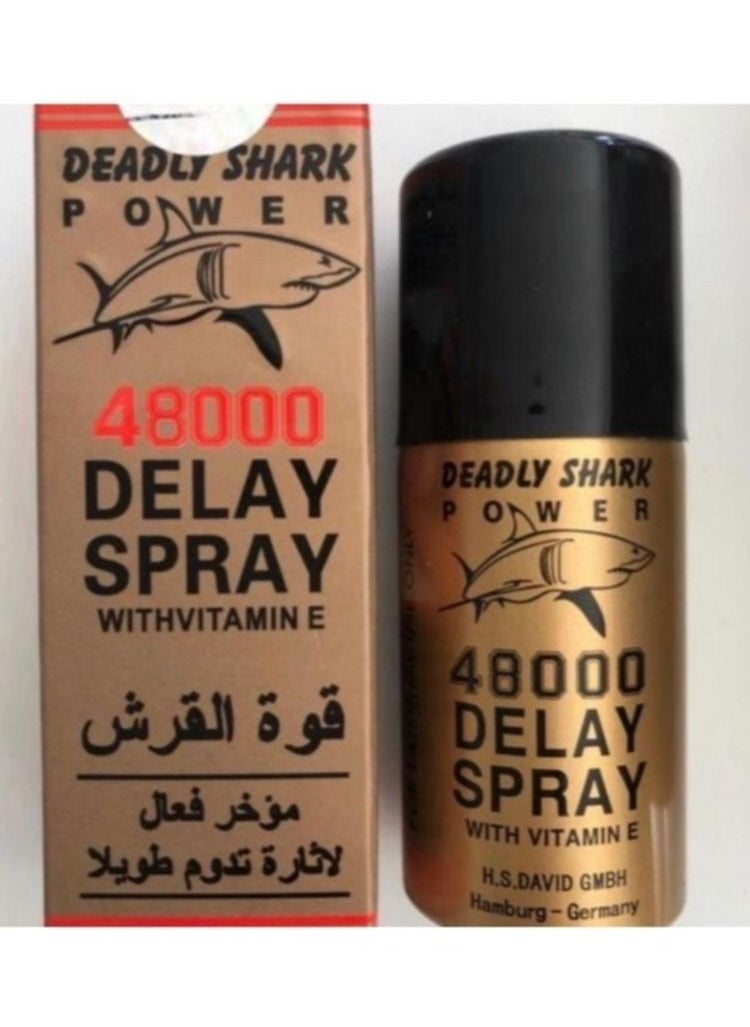 DEADLY SHARK
POWER
48000
DELAY
SPRAY
WITHVITAMIN E
قوة القرش
مؤخر فعال
لاثارة تدوم طويلا
DEADLY SHARK
POWER
48000
DELAY
SPRAY
WITH VITAMIN E
H.S.DAVID GMBH
Hamburg - Germany
ONLY